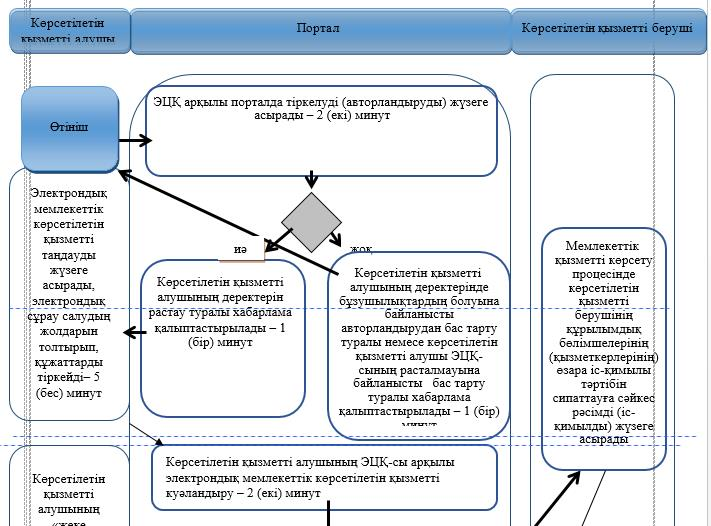 Көрсетілетін
қызметті алушы
Портал
Көрсетілетін қызметті беруші
Өтініш
ЭЦҚ арқылы порталда тіркелуді (авторландыруды) жүзеге
асырады – 2 (екі) минут
Электрондық
мемлекеттік
көрсетілетін
қызметті
таңдауды
жүзеге
асырады,
электрондық
сұрау салудың
жолдарын
толтырып,
құжаттарды
тіркейді– 5
(бес) минут
иә
жоқ
Көрсетілетін қызметті
алушының деректерін
растау туралы хабарлама
қалыптастырылады – 1
(бір) минут
Көрсетілетін қызметті
алушының деректерінде
бұзушылықтардың болуына
байланысты
авторландырудан бас тарту
туралы немесе көрсетілетін
қызметті алушы ЭЦҚ-
сының расталмауына
байланысты бас тарту
туралы хабарлама
қалыптастырылады – 1 (бір)
минут
Мемлекеттік
қызметті көрсету
процесінде
көрсетілетін
қызметті
берушінің
құрылымдық
бөлімшелерінің
(қызметкерлерінің)
өзара іс-қимылы
тәртібін
сипаттауға сәйкес
рәсімді (іс-
қимылды) жүзеге
асырады
Көрсетілетін қызметті алушының ЭЦҚ-сы арқылы
электрондық мемлекеттік көрсетілетін қызметті
куәландыру – 2 (екі) минут
Көрсетілетін
қызметті
алушының
«жеке